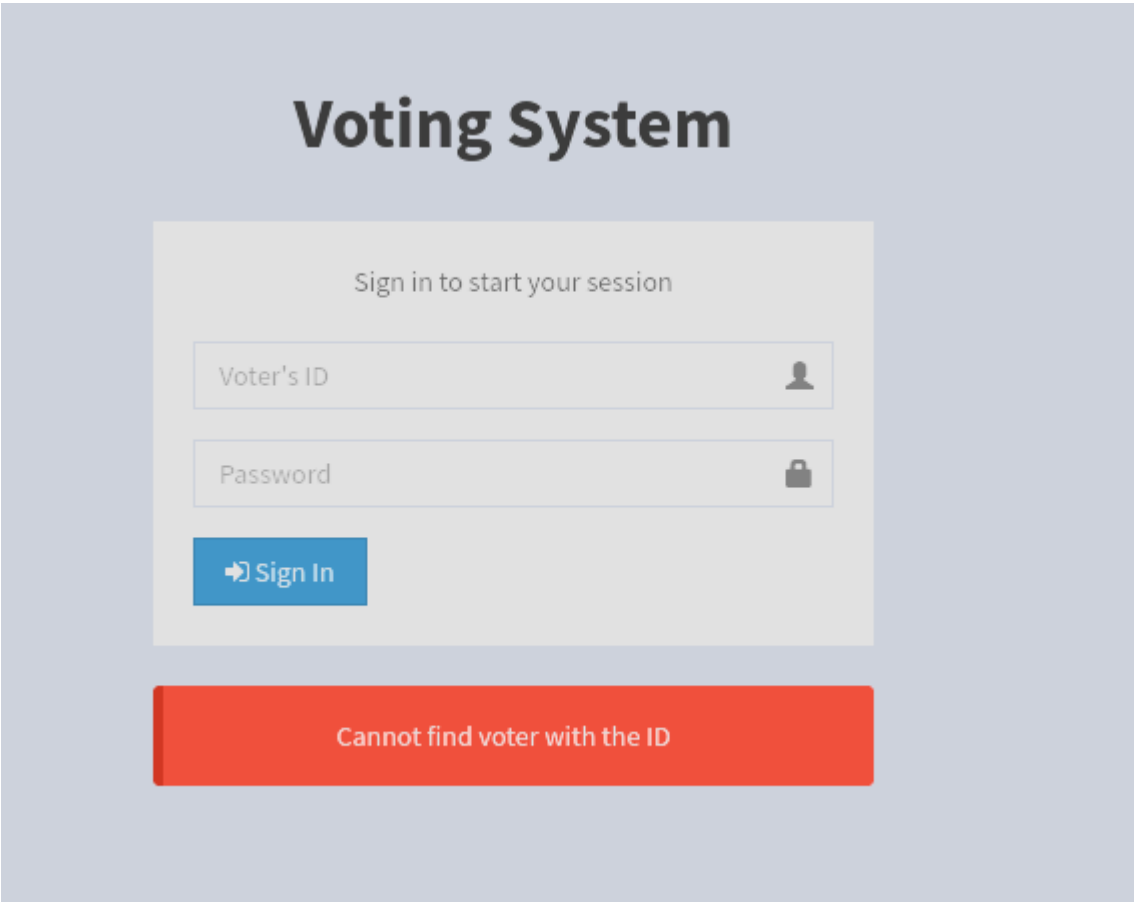 Voting System
Sign in to start your session
Voter's ID
Password
Sign In
Cannot find voter with the ID